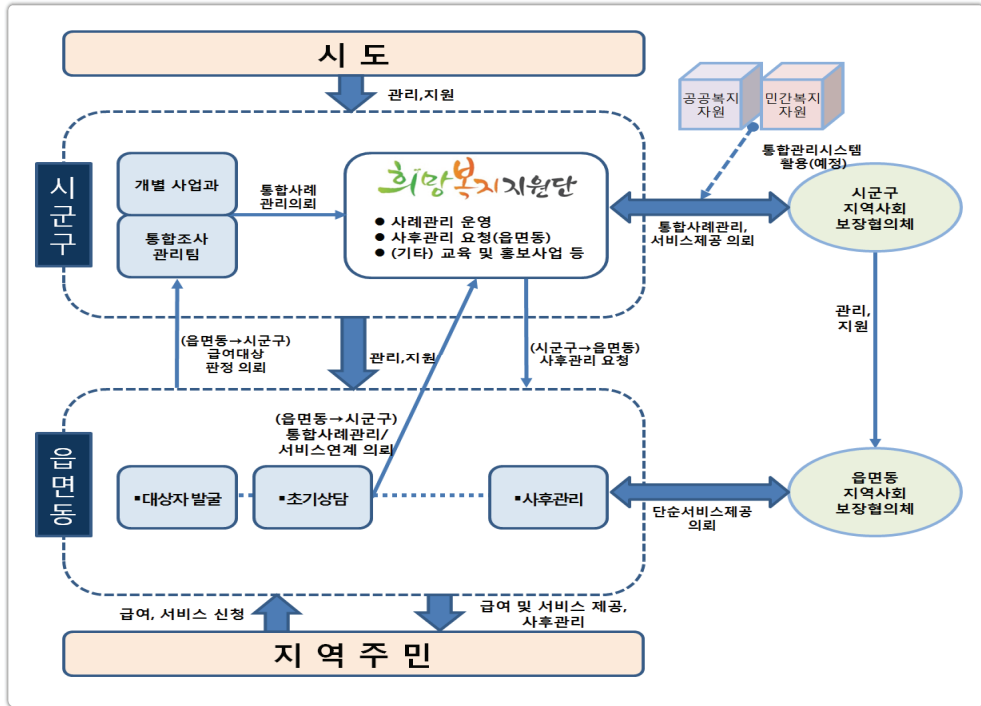 시 도
관리,지원
공공복지
자원
민간복지
자원
통합관리시스템
활용(예정)
시군구
개별 사업과
통합조사
관리팀
통합사례
관리의뢰
희망복지지원단
● 사례관리 운영
● 사후관리 요청(읍면동)
● (기타) 교육 및 홍보사업 등
통합사례관리,
서비스제공 의뢰
시군구
지역사회
보장협의체
(읍면동→시군구)
급여대상
판정 의뢰
관리,지원
(시군구→읍면동)
사후관리 요청
관리,
지원
읍면동
(읍면동→시군구)
통합사례관리/
서비스연계 의뢰
▪대상자 발굴
▪초기상담
▪사후관리
단순서비스제공
의뢰
읍면동
지역사회
보장협의체
급여, 서비스 신청
급여 및 서비스 제공,
사후관리
지 역 주 민